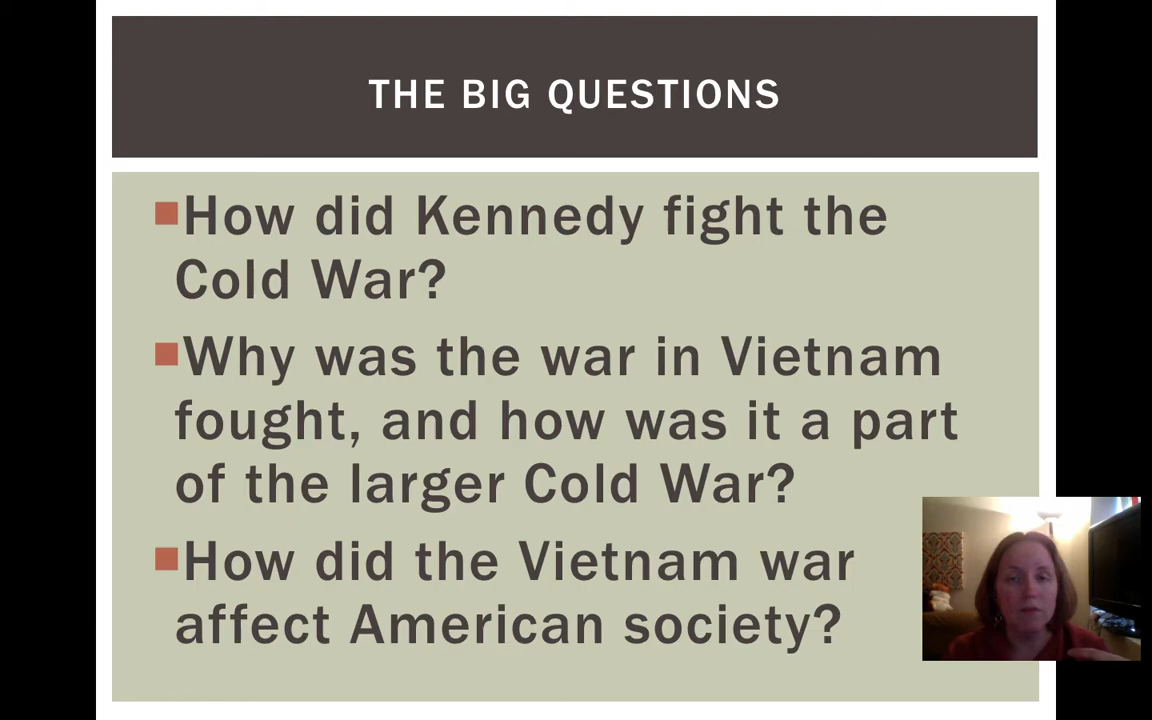 THE BIG QUESTIONS
How did Kennedy fight the
Cold War?
Why was the war in Vietnam
fought, and how was it a part
of the larger Cold War?
How did the Vietnam war
affect American society?